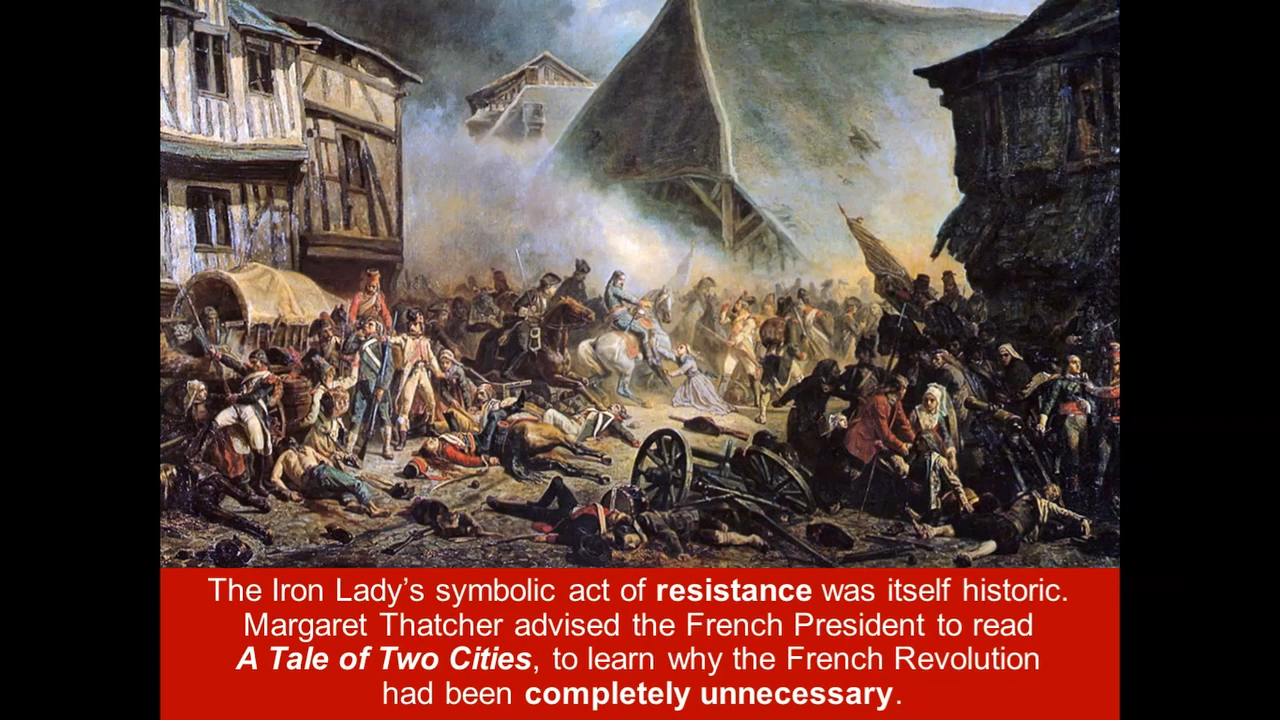 The Iron Lady’s symbolic act of resistance was itself historic.
Margaret Thatcher advised the French President to read
A Tale of Two Cities, to learn why the French Revolution
had been completely unnecessary.